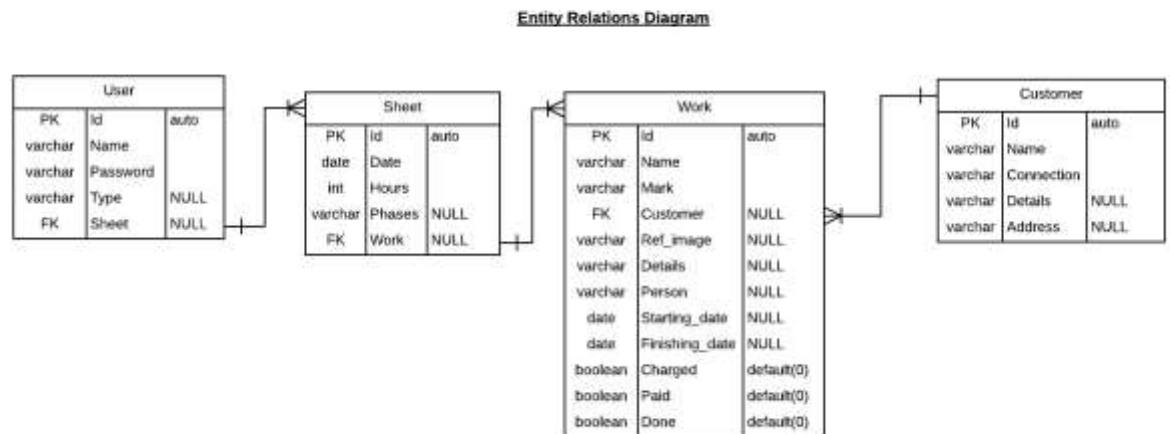 Entity Relations Diagram
User
PK Id auto
varchar Name
varchar Password
varchar Type NULL
FK Sheet NULL
Sheet
PK Id auto
date Date
int Hours
varchar Phases NULL
FK Work NULL
Work
PK Id auto
varchar Name
varchar Mark
FK Customer NULL
varchar Ref_image NULL
varchar Details NULL
varchar Person NULL
date Starting_date NULL
date Finishing_date NULL
boolean Charged default(0)
boolean Paid default(0)
boolean Done default(0)
Customer
PK Id auto
varchar Name
varchar Connection
varchar Details NULL
varchar Address NULL